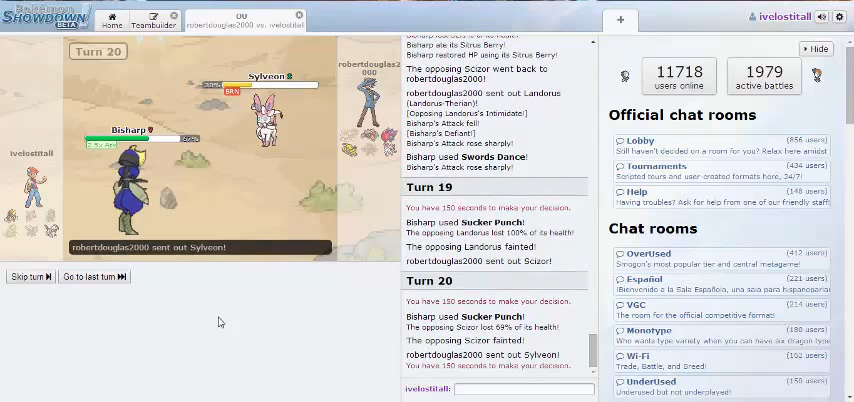 Pokémon
Showdown
BETA
Home
Teambuilder
OU
robertdouglas2000 vs. ivelostitall
ivelostitall
Turn 20
Sylveon
30%
BRN
Bisharp
2.5x Atk
robertdouglas2
000
ivelostitall
robertdouglas2000 sent out Sylveon!
Skip turn
Go to last turn
Bisharp ate its Sitrus Berry!
Bisharp restored HP using its Sitrus Berry!
The opposing Scizor went back to
robertdouglas2000!
robertdouglas2000 sent out Landorus
(Landorus-Therian)!
[Opposing Landorus's Intimidate!]
Bisharp's Attack fell!
[Bisharp's Defiant!]
Bisharp's Attack rose sharply!
Bisharp used Swords Dance!
Bisharp's Attack rose sharply!
Turn 19
You have 150 seconds to make your decision.
Bisharp used Sucker Punch!
The opposing Landorus lost 100% of its health!
The opposing Landorus fainted!
robertdouglas2000 sent out Scizor!
Turn 20
You have 150 seconds to make your decision.
Bisharp used Sucker Punch!
The opposing Scizor lost 69% of its health!
The opposing Scizor fainted!
robertdouglas2000 sent out Sylveon!
You have 150 seconds to make your decision.
ivelostitall:
Hide
11718
users online
1979
active battles
Official chat rooms
Lobby
(856 users)
Still haven't decided on a room for you? Relax here amidst
Tournaments
(434 users)
Scripted tours and user-created formats here, 24/7!
Help
(148 users)
Having troubles? Ask for help from one of our friendly staff!
Chat rooms
OverUsed
(412 users)
Smogon's most popular tier and central metagame!
Español
(221 users)
¡Bienvenido a la Sala Española, una sala para hispanoparlan
VGC
(214 users)
The room for the official competitive format!
Monotype
(180 users)
Who wants type variety when you can have six dragon type
Wi-Fi
(162 users)
Trade, Battle, and Breed!
UnderUsed
(150 users)
Underused but not underplayed!